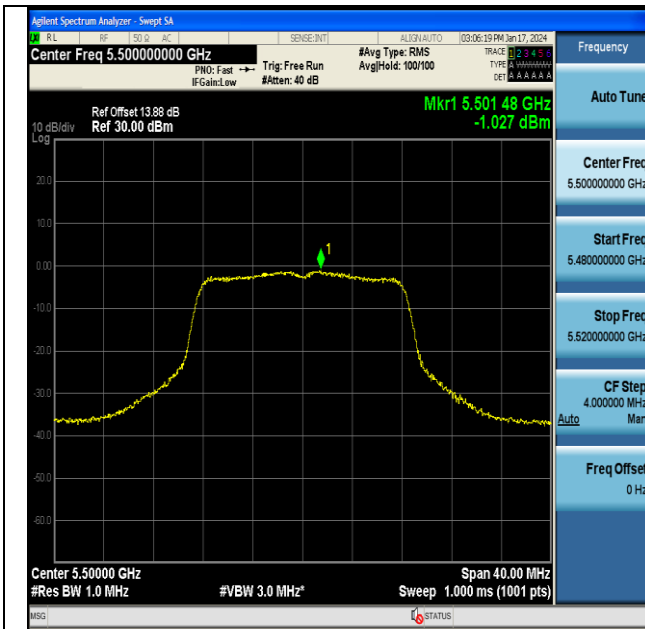 Agilent Spectrum Analyzer - Swept SA
LXI RL RF 50 Ω AC SENSE:INT ALIGN AUTO 03:06:19 PM Jan 17, 2024
Center Freq 5.500000000 GHz
PNO: Fast
IFGain:Low
Trig: Free Run
#Atten: 40 dB
#Avg Type: RMS
Avg|Hold: 100/100
TRACE 1 2 3 4 5 6
TYPE A
DET A A A A A A
Frequency
Ref Offset 13.88 dB
10 dB/div Ref 30.00 dBm
Log
Mkr1 5.501 48 GHz
-1.027 dBm
20.0
10.0
0.00
-10.0
-20.0
-30.0
-40.0
-50.0
-60.0
1
Auto Tune
Center Freq
5.500000000 GHz
Start Freq
5.480000000 GHz
Stop Freq
5.520000000 GHz
CF Step
4.000000 MHz
Auto Man
Freq Offset
0 Hz
Center 5.50000 GHz Span 40.00 MHz
#Res BW 1.0 MHz #VBW 3.0 MHz* Sweep 1.000 ms (1001 pts)
MSG STATUS